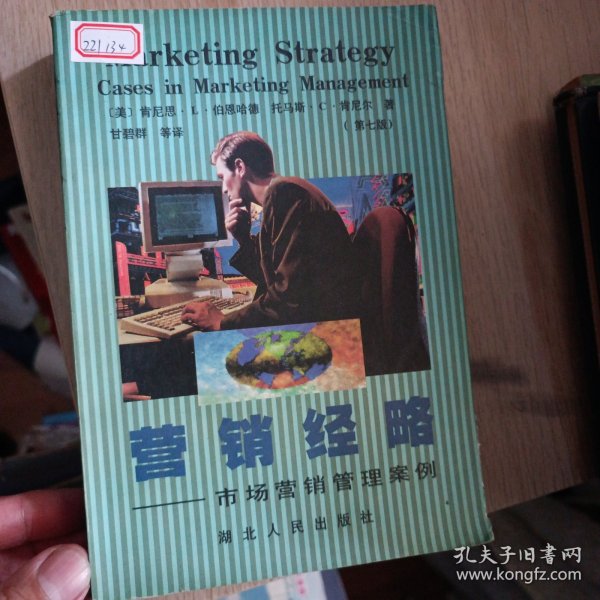 221134
Marketing Strategy
Cases in Marketing Management
〔美〕肯尼思·L·伯恩哈德 托马斯·C·肯尼尔 著
甘碧群 等译 (第七版)
营销经略
——市场营销管理案例
湖北人民出版社
孔夫子旧书网
www.kongfz.com